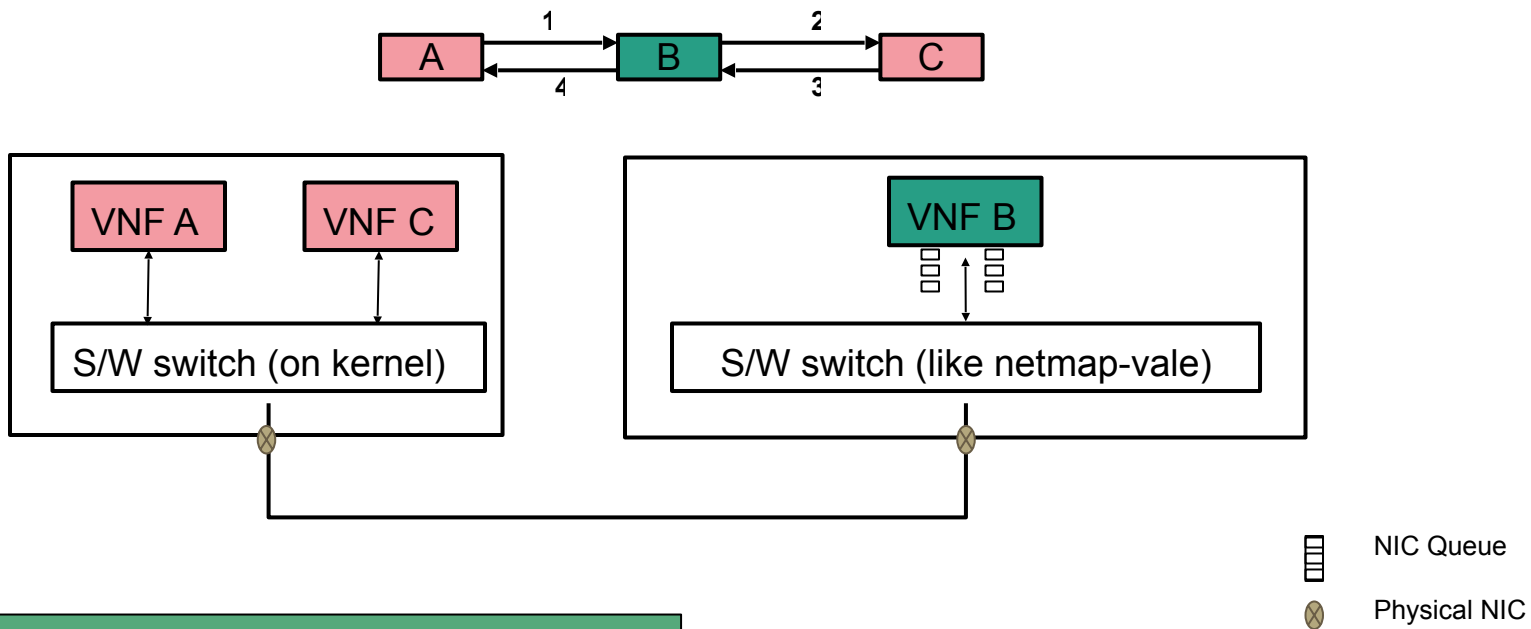 1 2
A B C
4 3
VNF A VNF C VNF B
S/W switch (on kernel) S/W switch (like netmap-vale)
NIC Queue
Physical NIC